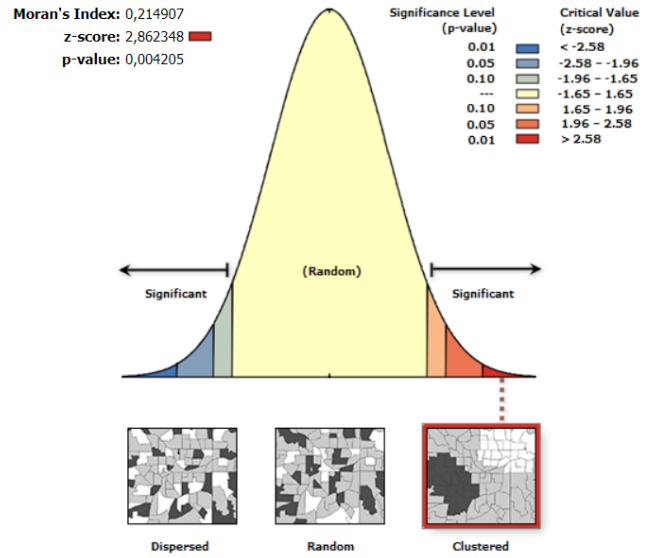 Moran's Index: 0,214907
z-score: 2,862348
p-value: 0,004205
Significance Level
(p-value)
Critical Value
(z-score)
0.01 < -2.58
0.05 -2.58 – -1.96
0.10 -1.96 – -1.65
--- -1.65 – 1.65
0.10 1.65 – 1.96
0.05 1.96 – 2.58
0.01 > 2.58
(Random)
Significant
Significant
Dispersed
Random
Clustered